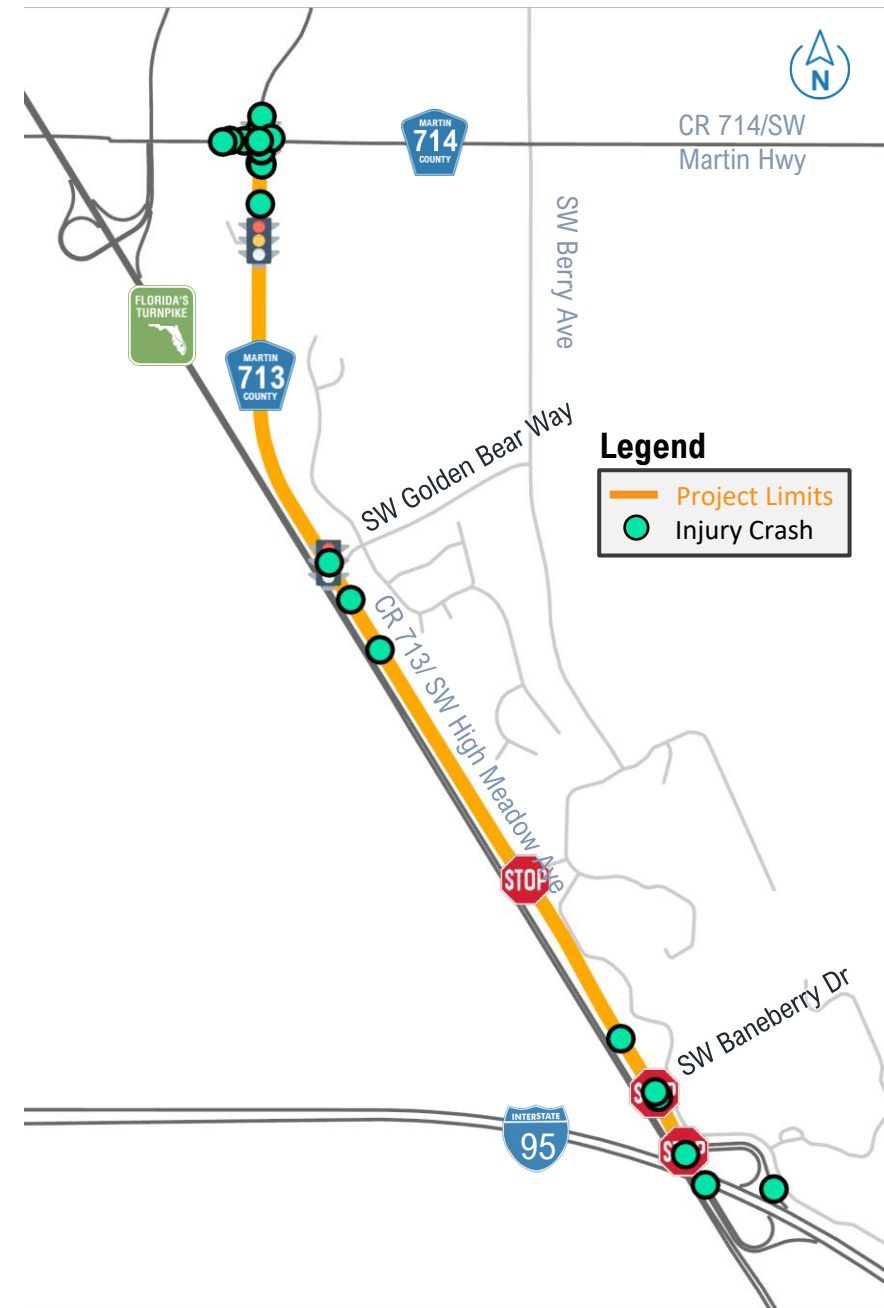 N
MARTIN
714
COUNTY
CR 714/SW
Martin Hwy
SW Berry Ave
FLORIDA'S
TURNPIKE
MARTIN
713
COUNTY
SW Golden Bear Way
Legend
Project Limits
Injury Crash
CR 713/ SW High Meadow Ave
STOP
SW Baneberry Dr
INTERSTATE
95